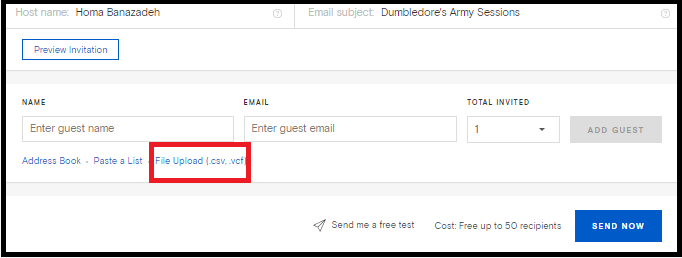 Host name: Homa Banazadeh Email subject: Dumbledore's Army Sessions
Preview Invitation
NAME EMAIL TOTAL INVITED
Enter guest name Enter guest email 1 ADD GUEST
Address Book • Paste a List • File Upload (.csv, .vcf)
Send me a free test Cost: Free up to 50 recipients SEND NOW